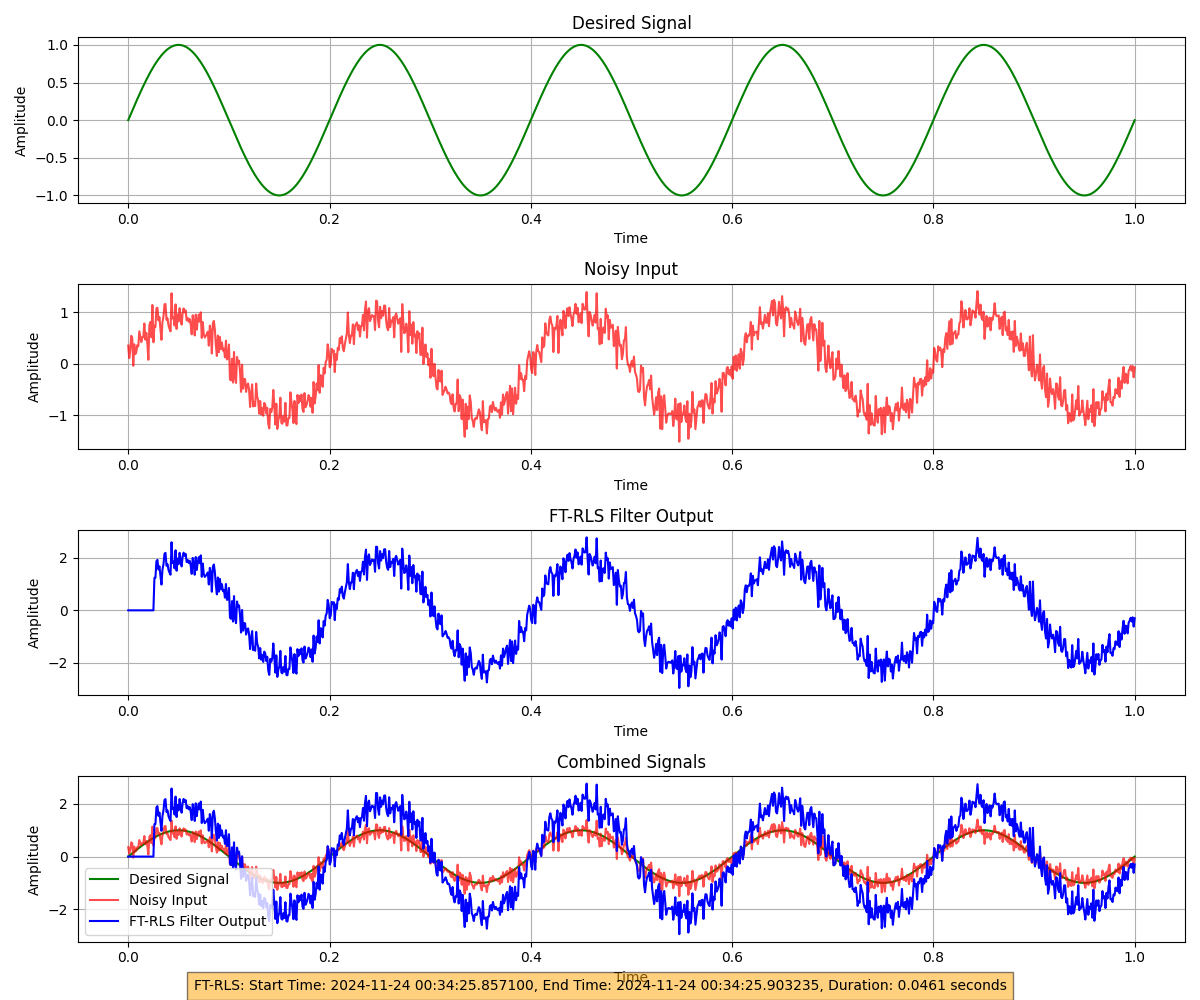 Desired Signal
1.0
0.5
0.0
−0.5
−1.0
Amplitude
0.0 0.2 0.4 0.6 0.8 1.0
Time
Noisy Input
1
0
−1
Amplitude
0.0 0.2 0.4 0.6 0.8 1.0
Time
FT-RLS Filter Output
2
0
−2
Amplitude
0.0 0.2 0.4 0.6 0.8 1.0
Time
Combined Signals
2
0
−2
Amplitude
Desired Signal
Noisy Input
FT-RLS Filter Output
0.0 0.2 0.4 0.6 0.8 1.0
Time
FT-RLS: Start Time: 2024-11-24 00:34:25.857100, End Time: 2024-11-24 00:34:25.903235, Duration: 0.0461 seconds